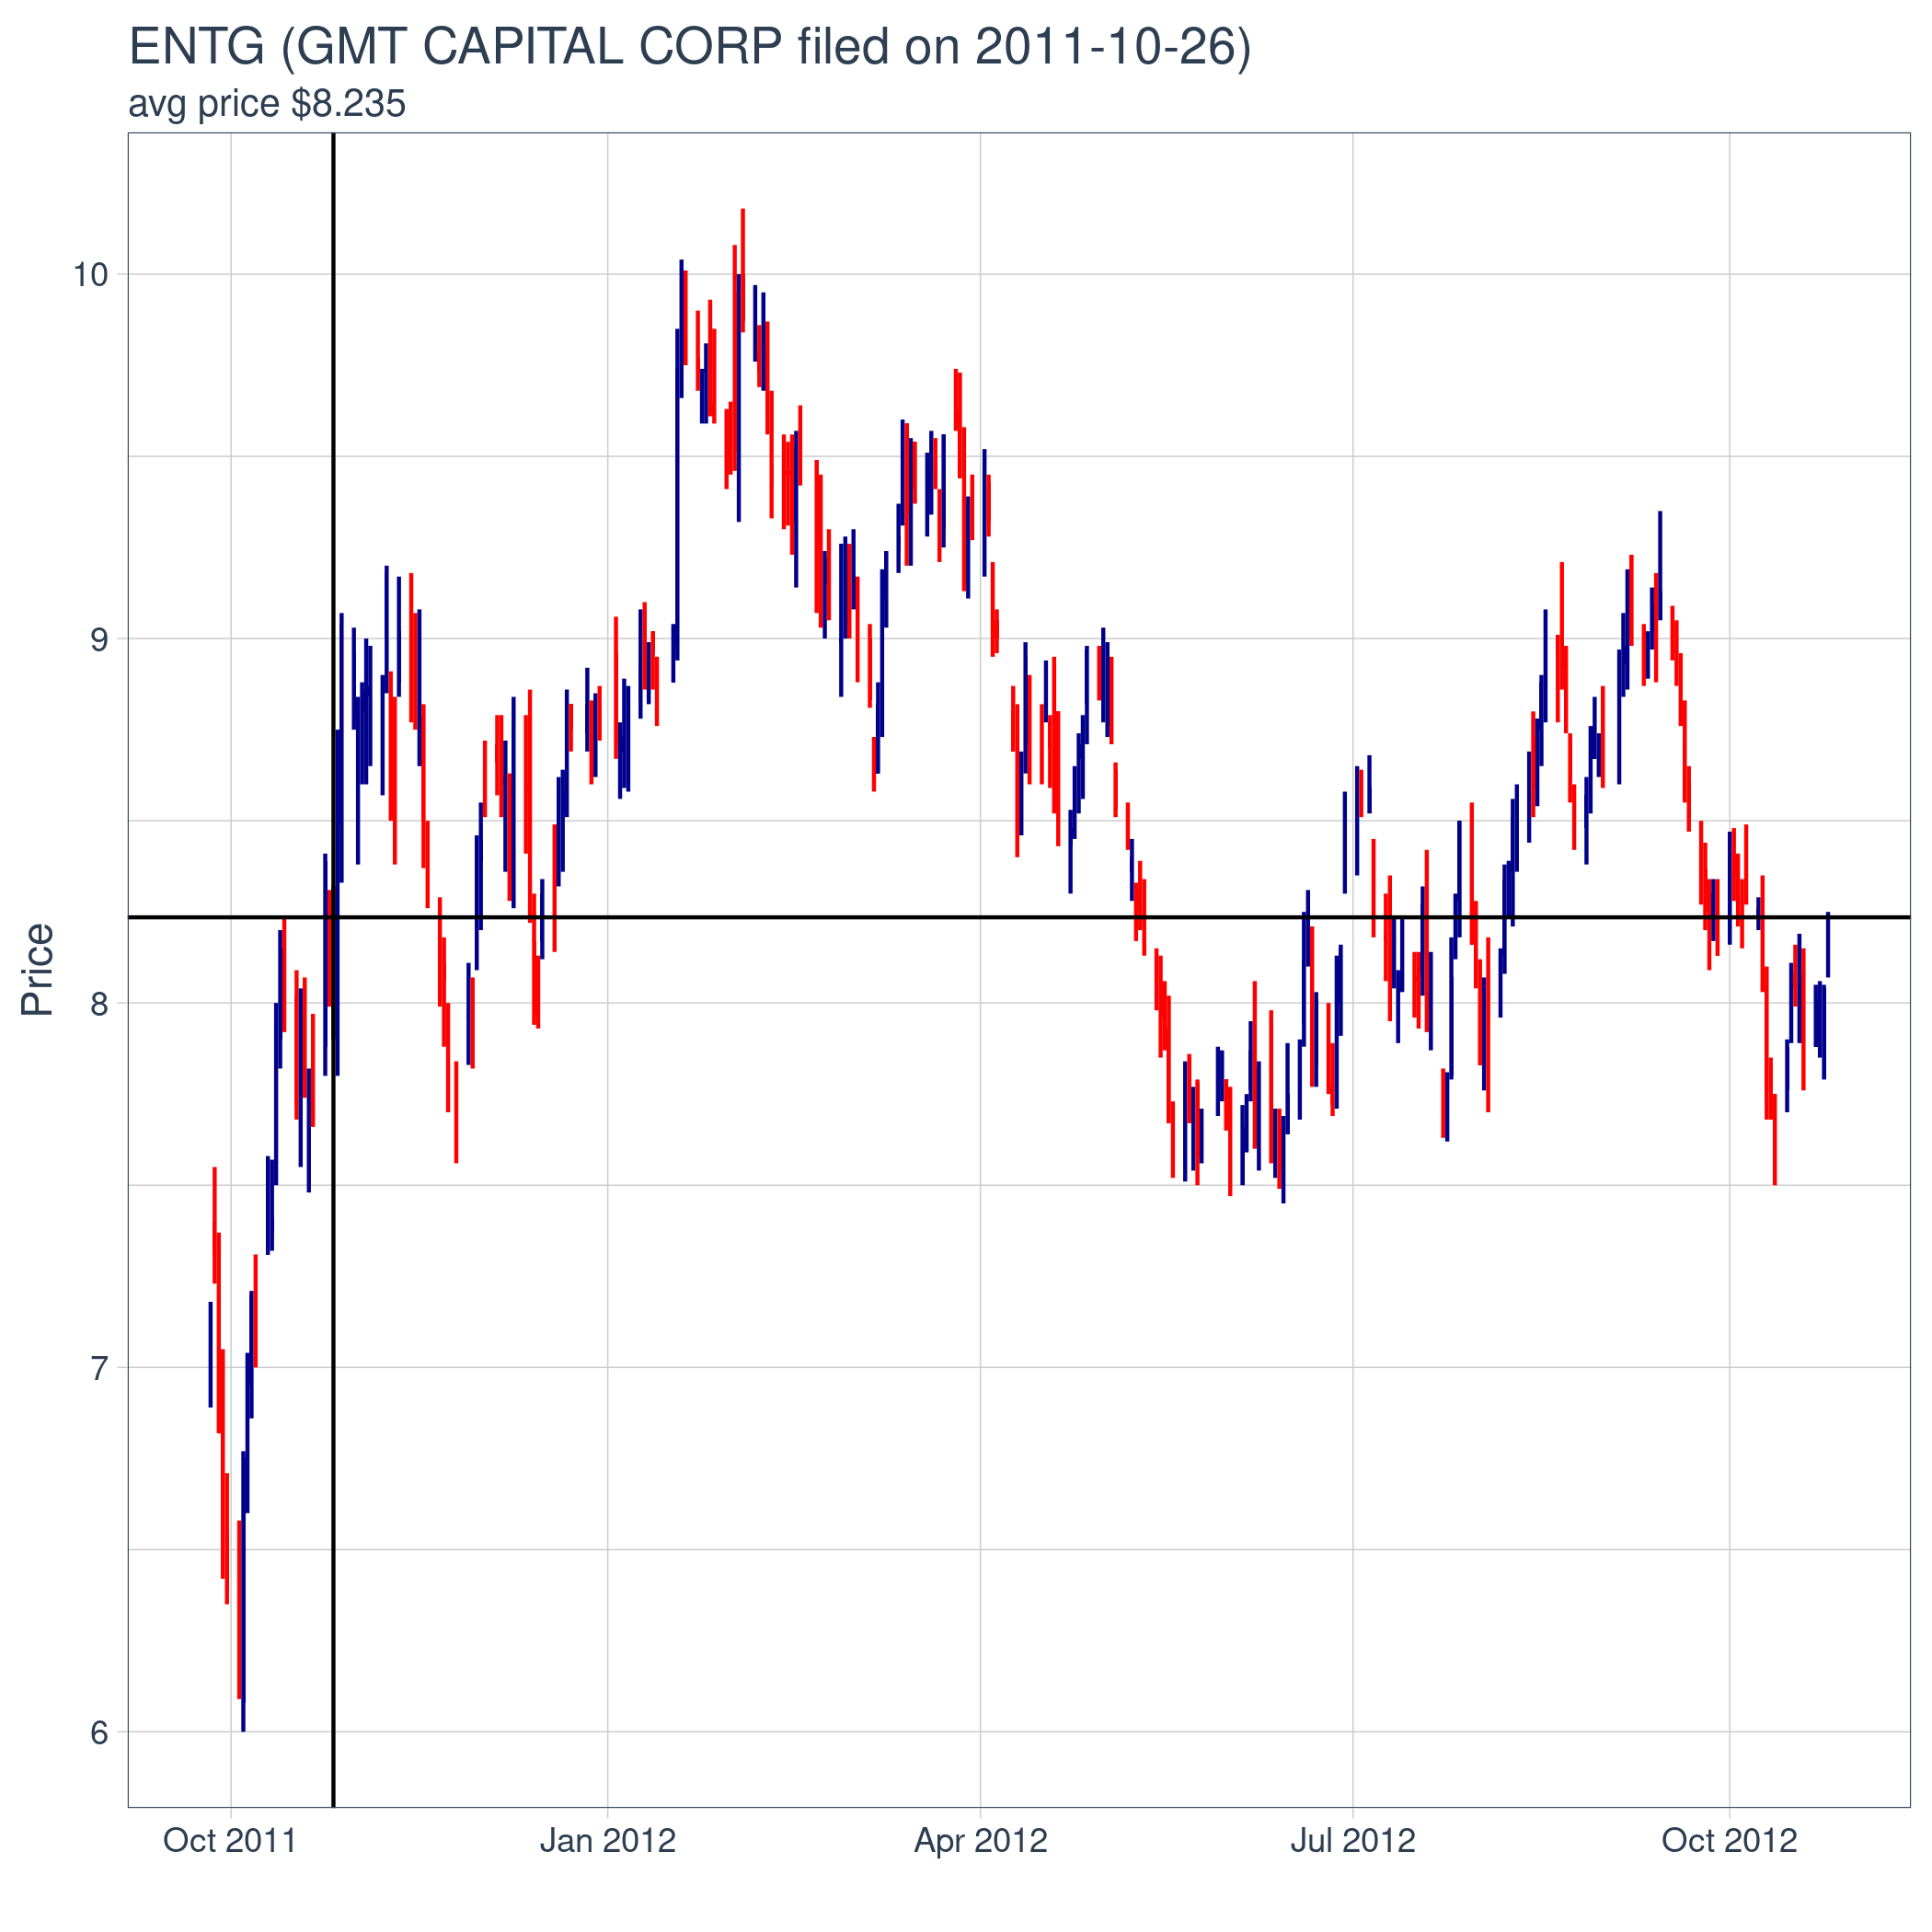 ENTG (GMT CAPITAL CORP filed on 2011-10-26)
avg price $8.235
Price
10
9
8
7
6
Oct 2011 Jan 2012 Apr 2012 Jul 2012 Oct 2012